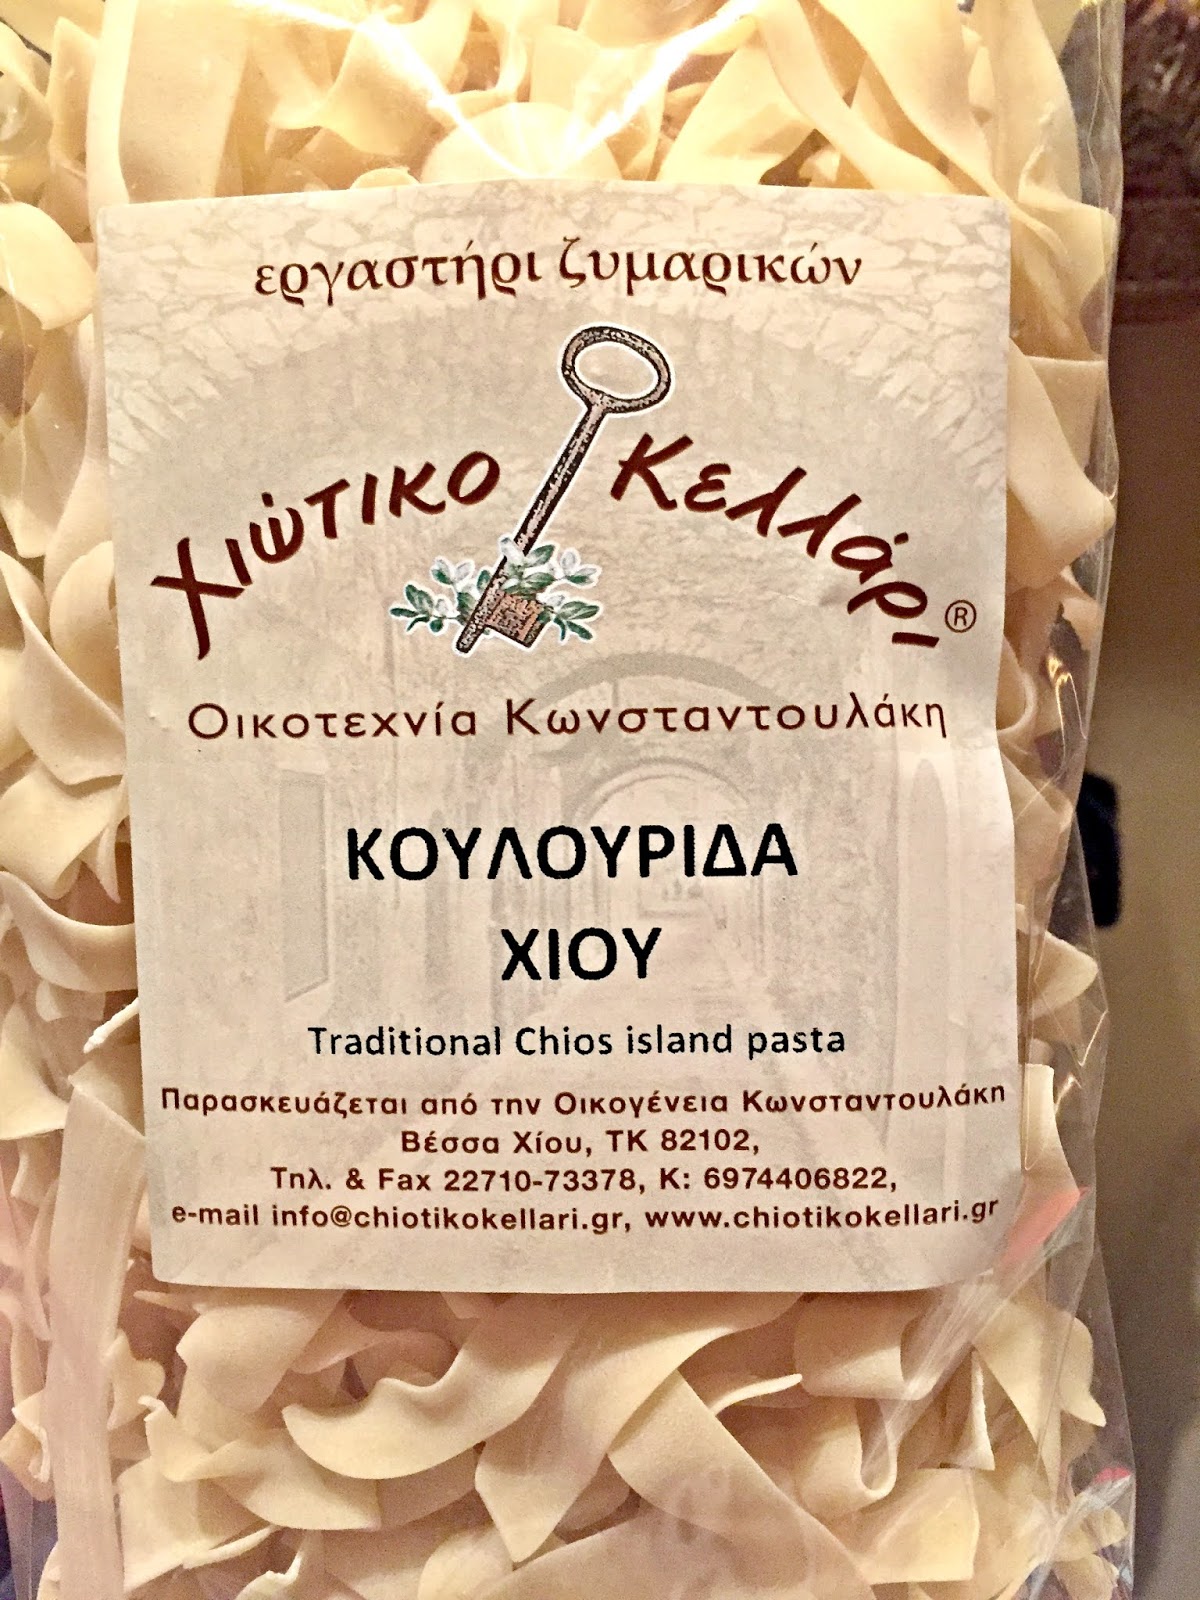 εργαστήρι ζυμαρικών
Χιώτικο Κελλάρι®
Οικοτεχνία Κωνσταντουλάκη
ΚΟΥΛΟΥΡΙΔΑ
ΧΙΟΥ
Traditional Chios island pasta
Παρασκευάζεται από την Οικογένεια Κωνσταντουλάκη
Βέσσα Χίου, ΤΚ 82102,
Τηλ. & Fax 22710-73378, Κ: 6974406822,
e-mail info@chiotikokellari.gr, www.chiotikokellari.gr